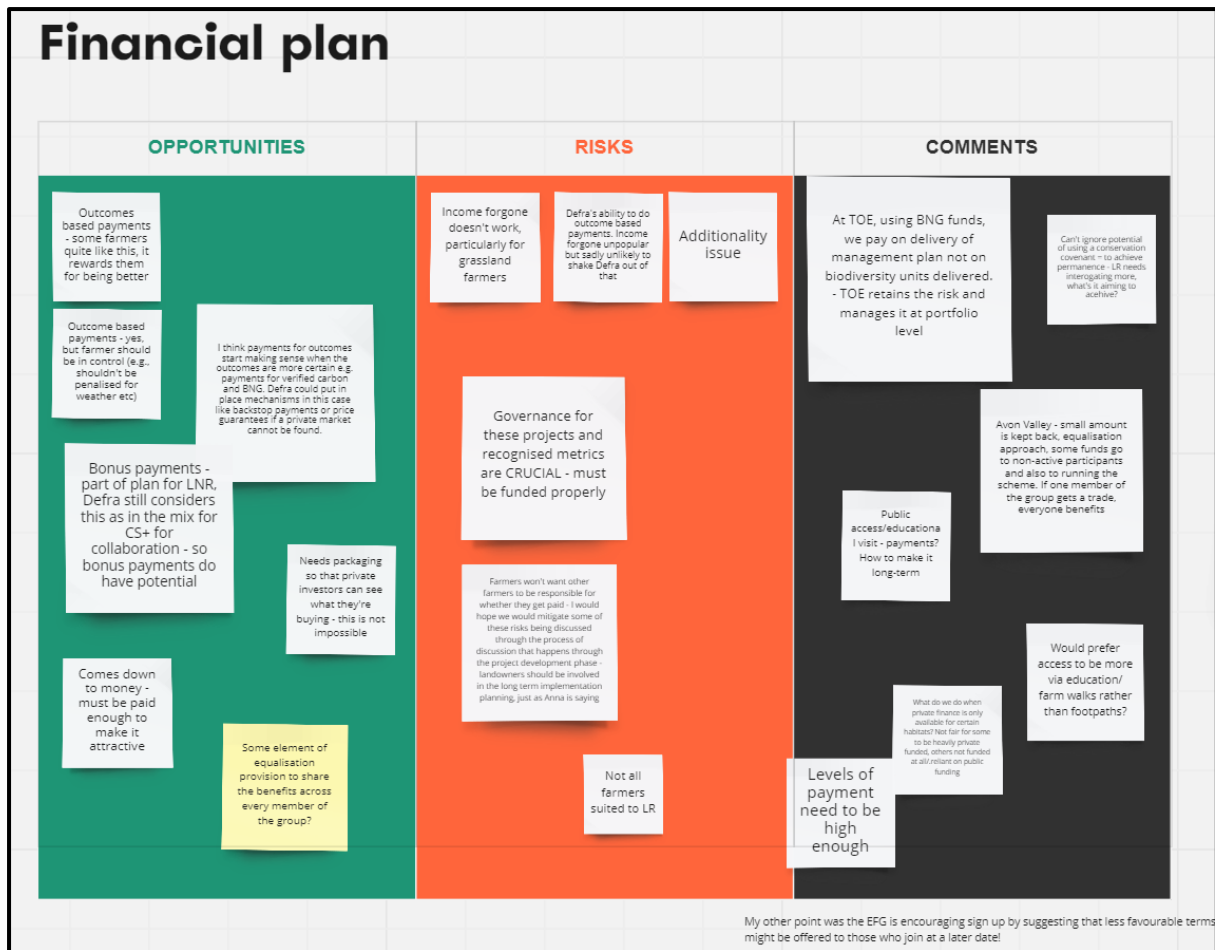 Financial plan
OPPORTUNITIES
RISKS
COMMENTS
Outcomes
based payments
- some farmers
quite like this, it
rewards them
for being better
Outcome based
payments - yes,
but farmer should
be in control (e.g.,
shouldn't be
penalised for
weather etc)
I think payments for outcomes
start making sense when the
outcomes are more certain e.g.
payments for verified carbon
and BNG. Defra could put in
place mechanisms in this case
like backstop payments or price
guarantees if a private market
cannot be found.
Bonus payments -
part of plan for LNR,
Defra still considers
this as in the mix for
CS+ for
collaboration - so
bonus payments do
have potential
Needs packaging
so that private
investors can see
what they're
buying - this is not
impossible
Comes down
to money -
must be paid
enough to
make it
attractive
Some element of
equalisation
provision to share
the benefits across
every member of
the group?
Income forgone
doesn't work,
particularly for
grassland
farmers
Defra's ability to do
outcome based
payments. Income
forgone unpopular
but sadly unlikely to
shake Defra out of
that
Additionality
issue
Governance for
these projects and
recognised metrics
are CRUCIAL - must
be funded properly
Farmers won't want other
farmers to be responsible for
whether they get paid - I would
hope we would mitigate some of
these risks being discussed
through the process of
discussion that happens through
the project development phase -
landowners should be involved
in the long term implementation
planning, just as Anna is saying
Not all
farmers
suited to LR
At TOE, using BNG funds,
we pay on delivery of
management plan not on
biodiversity units delivered.
- TOE retains the risk and
manages it at portfolio
level
Can't ignore potential
of using a conservation
covenant = to achieve
permanence - LR needs
interogating more,
what's it aiming to
acehive?
Avon Valley - small amount
is kept back, equalisation
approach, some funds go
to non-active participants
and also to running the
scheme. If one member of
the group gets a trade,
everyone benefits
Public
access/educationa
l visit - payments?
How to make it
long-term
Would prefer
access to be more
via education/
farm walks rather
than footpaths?
What do we do when
private finance is only
available for certain
habitats? Not fair for some
to be heavily private
funded, others not funded
at all/.reliant on public
funding
Levels of
payment
need to be
high
enough
My other point was the EFG is encouraging sign up by suggesting that less favourable terms
might be offered to those who join at a later date!